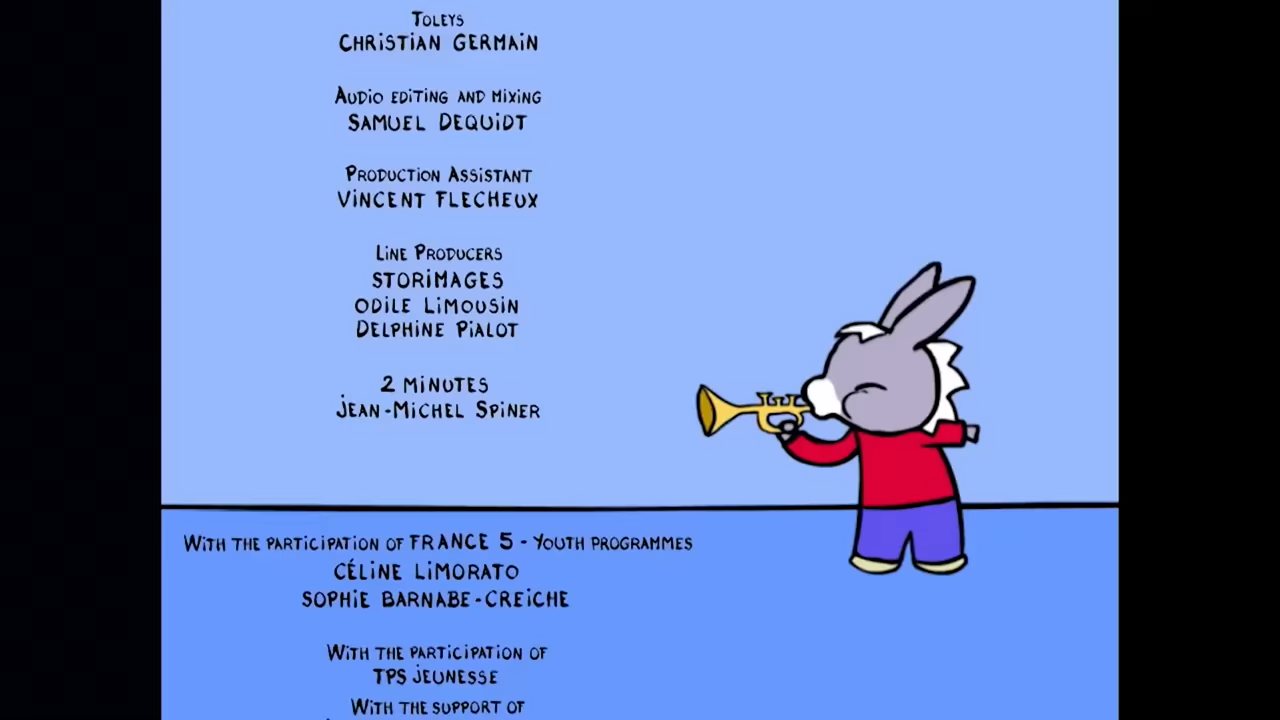 Toleys
CHRISTIAN GERMAIN
Audio editing and mixing
SAMUEL DEQUIDT
Production Assistant
VINCENT FLECHEUX
Line Producers
STORIMAGES
ODILE LIMOUSIN
DELPHINE PIALOT
2 MINUTES
JEAN-MICHEL SPINER
With the participation of FRANCE 5 - Youth programmes
CÉLINE LIMORATO
SOPHIE BARNABE-CREICHE
With the participation of
TPS JEUNESSE
With the support of